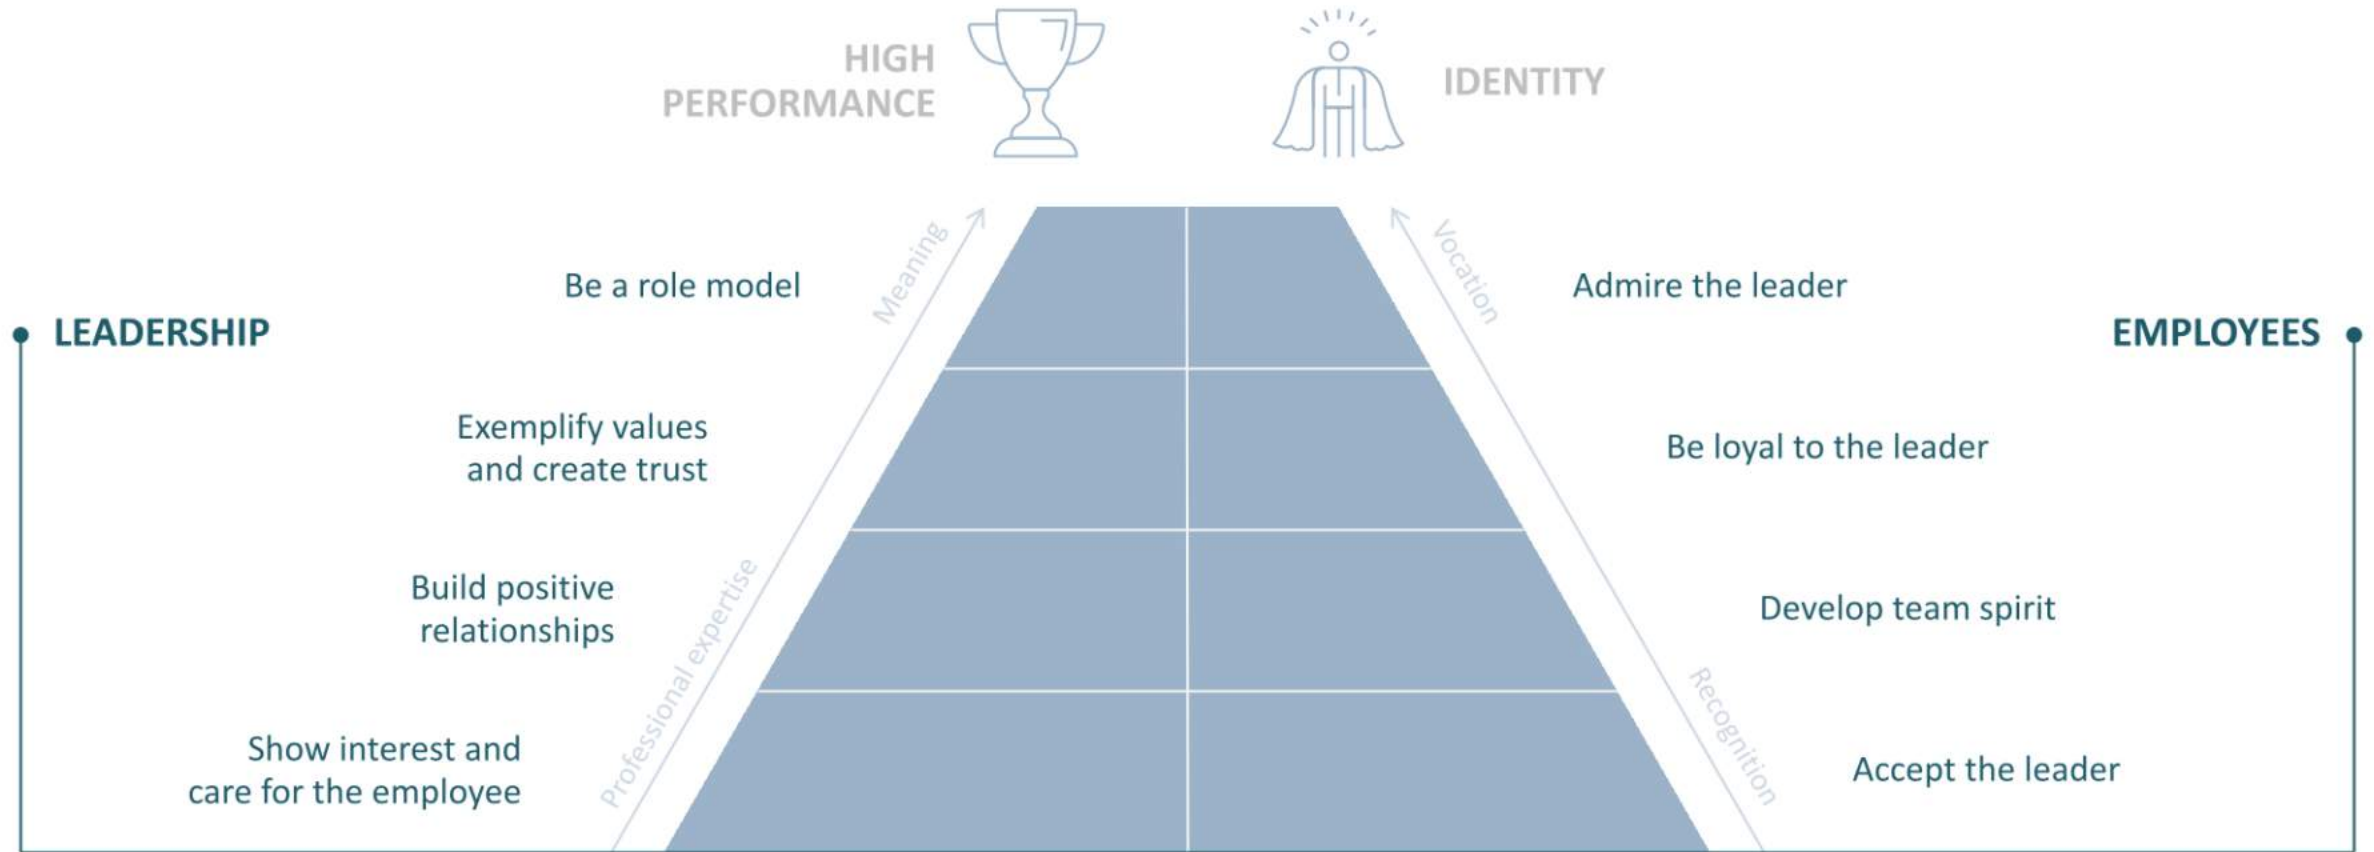 HIGH
PERFORMANCE
IDENTITY
Meaning
Vocation
Be a role model
Admire the leader
LEADERSHIP
EMPLOYEES
Exemplify values
and create trust
Be loyal to the leader
Build positive
relationships
Develop team spirit
Professional expertise
Recognition
Show interest and
care for the employee
Accept the leader